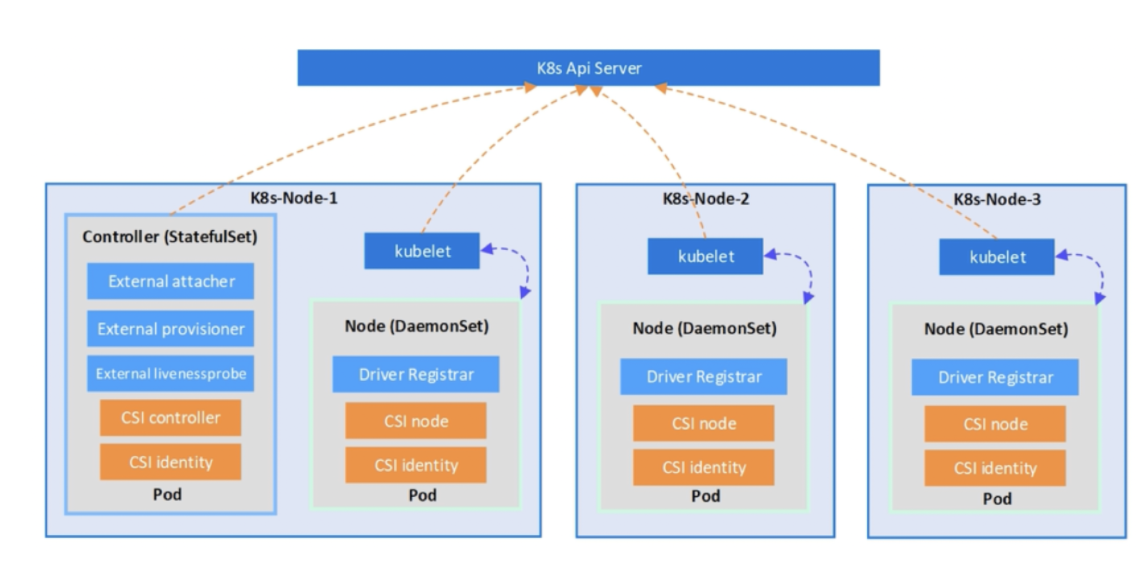 K8s Api Server
K8s-Node-1
Controller (StatefulSet)
External attacher
External provisioner
External livenessprobe
CSI controller
CSI identity
Pod
kubelet
Node (DaemonSet)
Driver Registrar
CSI node
CSI identity
Pod
K8s-Node-2
kubelet
Node (DaemonSet)
Driver Registrar
CSI node
CSI identity
Pod
K8s-Node-3
kubelet
Node (DaemonSet)
Driver Registrar
CSI node
CSI identity
Pod